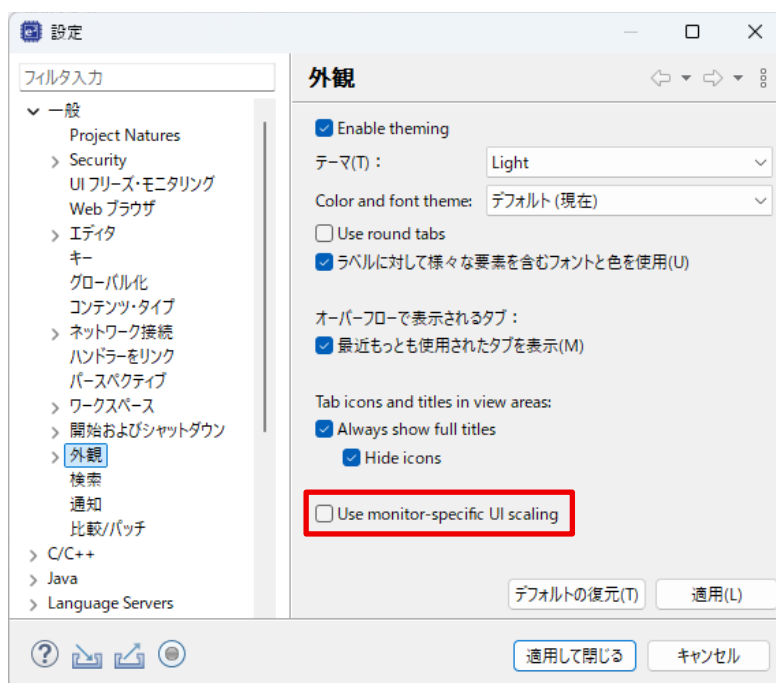 設定
フィルタ入力
一般
Project Natures
Security
UI フリーズ・モニタリング
Web ブラウザ
エディタ
キー
グローバル化
コンテンツ・タイプ
ネットワーク接続
ハンドラーをリンク
パースペクティブ
ワークスペース
開始およびシャットダウン
外観
検索
通知
比較/パッチ
C/C++
Java
Language Servers
外観
Enable theming
テーマ(T)： Light
Color and font theme: デフォルト (現在)
Use round tabs
ラベルに対して様々な要素を含むフォントと色を使用(U)
オーバーフローで表示されるタブ：
最近もっとも使用されたタブを表示(M)
Tab icons and titles in view areas:
Always show full titles
Hide icons
Use monitor-specific UI scaling
デフォルトの復元(T) 適用(L)
適用して閉じる キャンセル